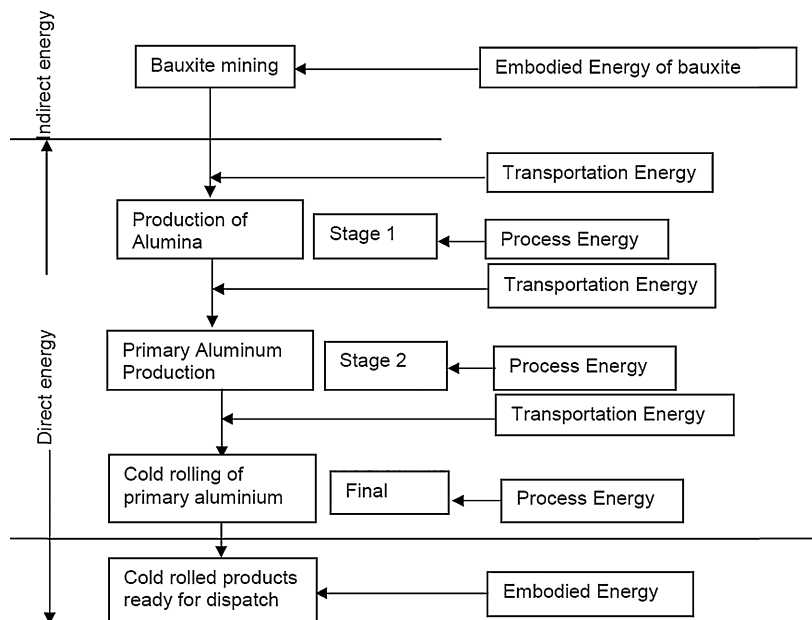 Indirect energy
Bauxite mining
Embodied Energy of bauxite
Transportation Energy
Production of
Alumina
Stage 1
Process Energy
Transportation Energy
Direct energy
Primary Aluminum
Production
Stage 2
Process Energy
Transportation Energy
Cold rolling of
primary aluminium
Final
Process Energy
Cold rolled products
ready for dispatch
Embodied Energy